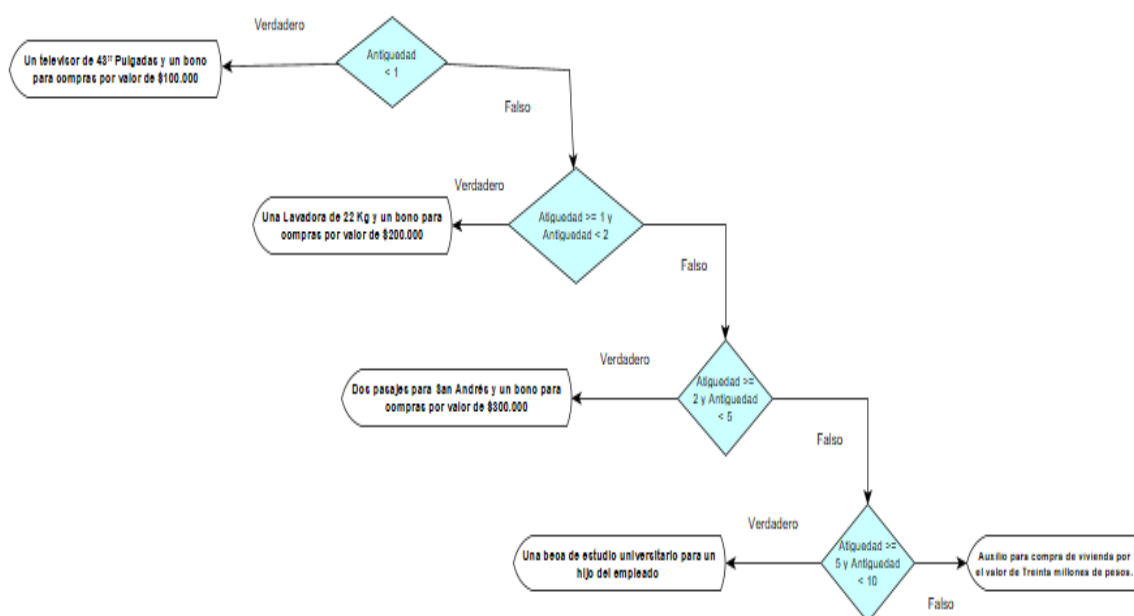 Verdadero
Antiguedad
< 1
Un televisor de 43" Pulgadas y un bono
para compras por valor de $100.000
Falso
Verdadero
Atiguedad >= 1 y
Antiguedad < 2
Una Lavadora de 22 Kg y un bono para
compras por valor de $200.000
Falso
Verdadero
Atiguedad >=
2 y Antiguedad
< 5
Dos pasajes para San Andrés y un bono para
compras por valor de $300.000
Falso
Verdadero
Atiguedad >=
5 y Antiguedad
< 10
Una beca de estudio universitario para un
hijo del empleado
Auxilio para compra de vivienda por
el valor de Treinta millones de pesos.
Falso